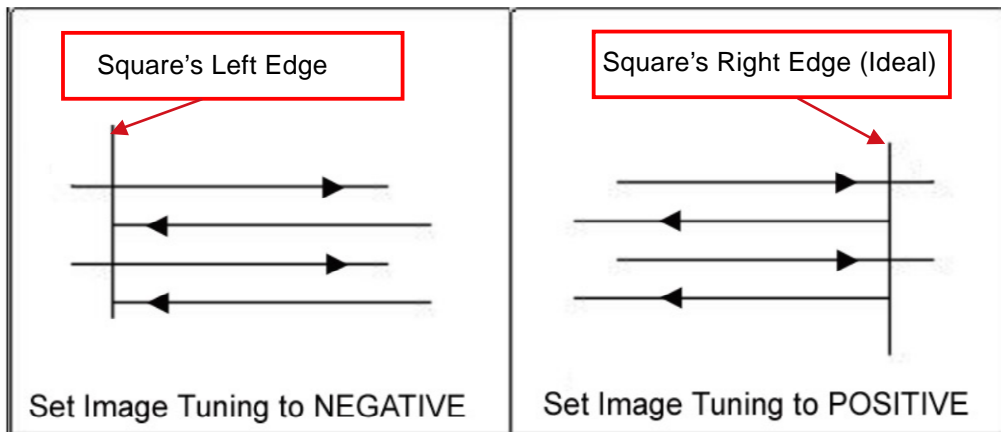 Square’s Left Edge
Square’s Right Edge (Ideal)
Set Image Tuning to NEGATIVE
Set Image Tuning to POSITIVE